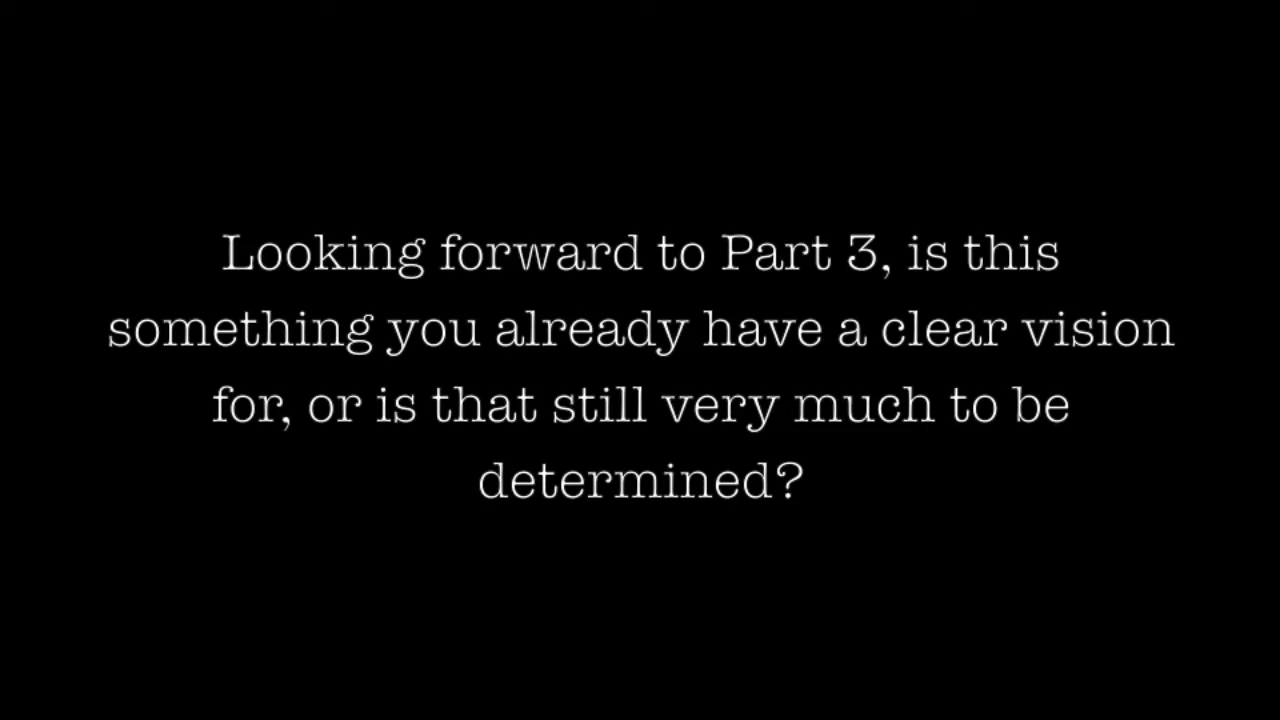 Looking forward to Part 3, is this
something you already have a clear vision
for, or is that still very much to be
determined?